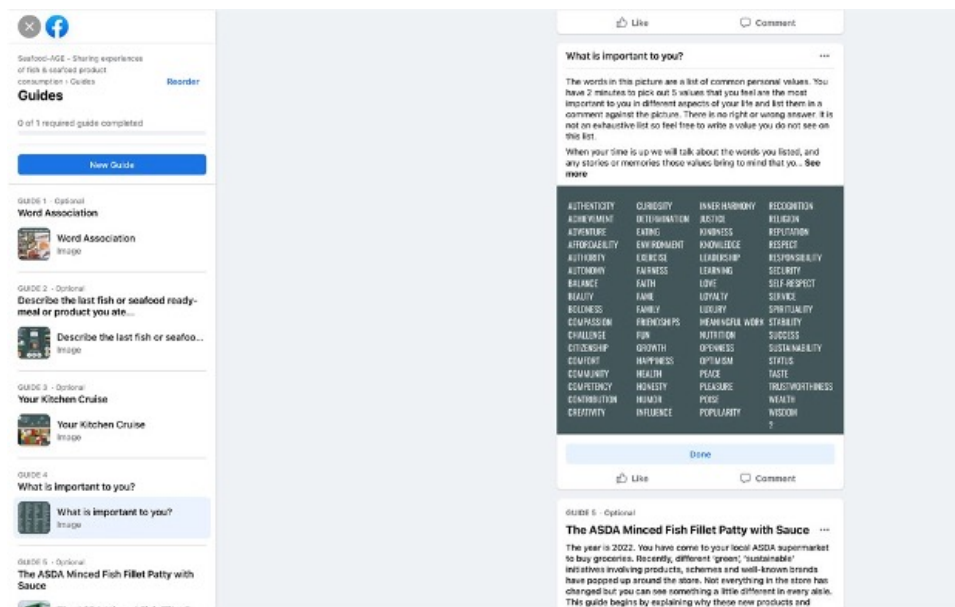 Seafood-AGE - Sharing experiences
of fish & seafood product
consumption › Guides
Reorder
Guides
0 of 1 required guide completed
New Guide
GUIDE 1 · Optional
Word Association
Word Association
Image
GUIDE 2 · Optional
Describe the last fish or seafood ready-
meal or product you ate...
Describe the last fish or seafoo...
Image
GUIDE 3 · Optional
Your Kitchen Cruise
Your Kitchen Cruise
Image
GUIDE 4
What is important to you?
What is important to you?
Image
GUIDE 5 · Optional
The ASDA Minced Fish Fillet Patty with
Sauce
Like Comment
What is important to you?
The words in this picture are a list of common personal values. You
have 2 minutes to pick out 5 values that you feel are the most
important to you in different aspects of your life and list them in a
comment against the picture. There is no right or wrong answer. It is
not an exhaustive list so feel free to write a value you do not see on
this list.
When your time is up we will talk about the words you listed, and
any stories or memories those values bring to mind that yo... See
more
AUTHENTICITY CURIOSITY INNER HARMONY RECOGNITION
ACHIEVEMENT DETERMINATION JUSTICE RELIGION
ADVENTURE EATING KINDNESS REPUTATION
AFFORDABILITY ENVIRONMENT KNOWLEDGE RESPECT
AUTHORITY EXERCISE LEADERSHIP RESPONSIBILITY
AUTONOMY FAIRNESS LEARNING SECURITY
BALANCE FAITH LOVE SELF-RESPECT
BEAUTY FAME LOYALTY SERVICE
BOLDNESS FAMILY LUXURY SPIRITUALITY
COMPASSION FRIENDSHIPS MEANINGFUL WORK STABILITY
CHALLENGE FUN NUTRITION SUCCESS
CITIZENSHIP GROWTH OPENNESS SUSTAINABILITY
COMFORT HAPPINESS OPTIMISM STATUS
COMMUNITY HEALTH PEACE TASTE
COMPETENCY HONESTY PLEASURE TRUSTWORTHINESS
CONTRIBUTION HUMOR POISE WEALTH
CREATIVITY INFLUENCE POPULARITY WISDOM
?
Done
Like Comment
GUIDE 5 · Optional
The ASDA Minced Fish Fillet Patty with Sauce
The year is 2022. You have come to your local ASDA supermarket
to buy groceries. Recently, different 'green', 'sustainable'
initiatives involving products, schemes and well-known brands
have popped up around the store. Not everything in the store has
changed but you can see something a little different in every aisle.
This guide begins by explaining why these new products and